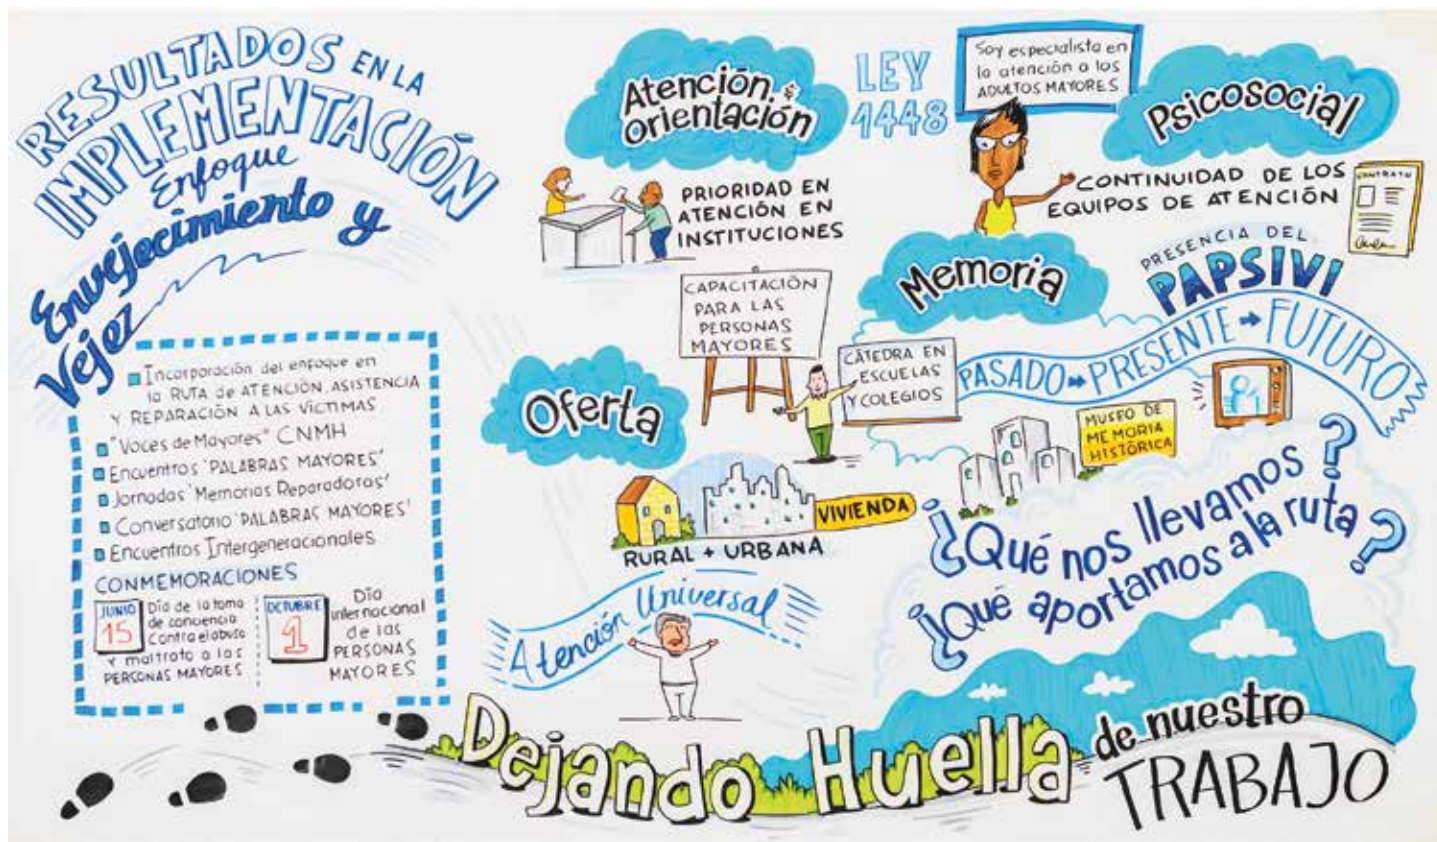 RESULTADOS EN LA
IMPLEMENTACIÓN
Enfoque
Envejecimiento y
Vejez
Incorporación del enfoque en
la RUTA de ATENCIÓN, ASISTENCIA
Y REPARACIÓN A LAS VÍCTIMAS
"Voces de Mayores" CNMH
Encuentros 'PALABRAS MAYORES'
Jornadas 'Memorias Reparadoras'
Conversatorio 'PALABRAS MAYORES'
Encuentros Intergeneracionales
CONMEMORACIONES
JUNIO
15
Día de la toma
de conciencia
contra el abuso
y maltrato a las
PERSONAS MAYORES
OCTUBRE
1
Día
internacional
de las
PERSONAS
MAYORES
Atención &
orientación
PRIORIDAD EN
ATENCIÓN EN
INSTITUCIONES
LEY
1448
Soy especialista en
la atención a los
ADULTOS MAYORES
Psicosocial
CONTINUIDAD DE LOS
EQUIPOS DE ATENCIÓN
CONTRATO
Memoria
PRESENCIA DEL
PAPSIVI
PASADO PRESENTE FUTURO
CAPACITACIÓN
PARA LAS
PERSONAS
MAYORES
CÁTEDRA EN
ESCUELAS
Y COLEGIOS
MUSEO DE
MEMORIA
HISTÓRICA
Oferta
VIVIENDA
RURAL + URBANA
Atención Universal
¿Qué nos llevamos?
¿Qué aportamos a la ruta?
Dejando Huella
de nuestro
TRABAJO